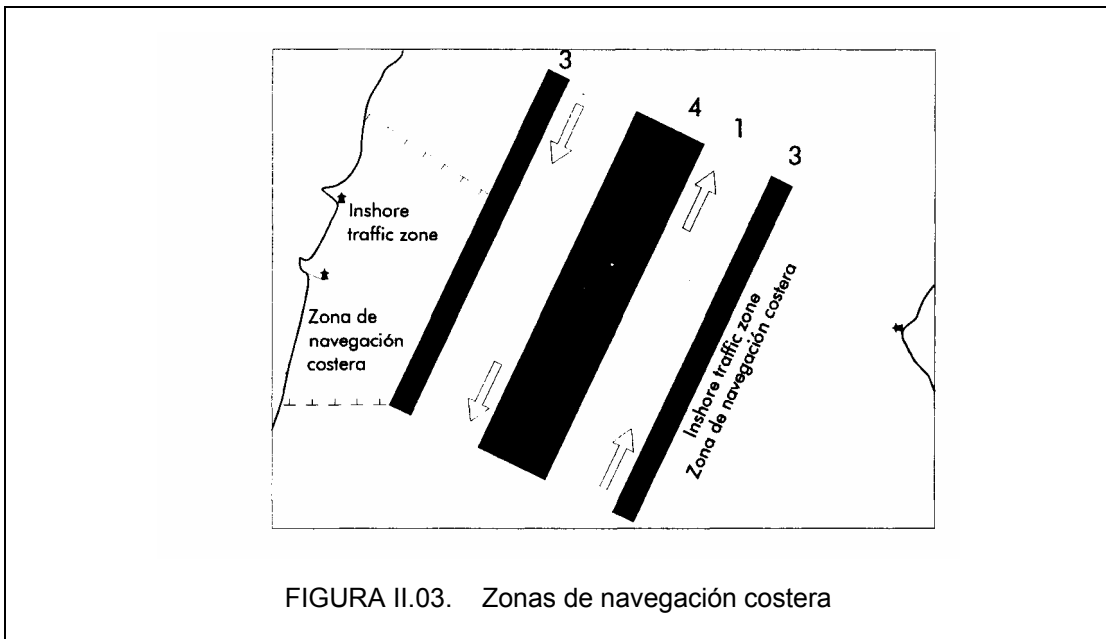 3
4
1
3
Inshore
traffic zone
Zona de
navegación
costera
Inshore traffic zone
Zona de navegación costera
FIGURA II.03. Zonas de navegación costera